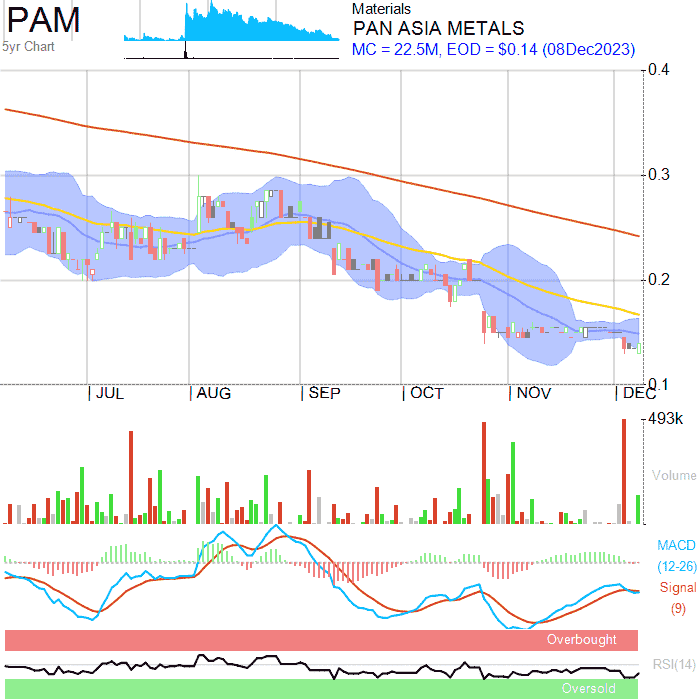 PAM
5yr Chart
Materials
PAN ASIA METALS
MC = 22.5M, EOD = $0.14 (08Dec2023)
0.4
0.3
0.2
0.1
JUL AUG SEP OCT NOV DEC
493k
Volume
MACD
(12-26)
Signal
(9)
Overbought
RSI(14)
Oversold